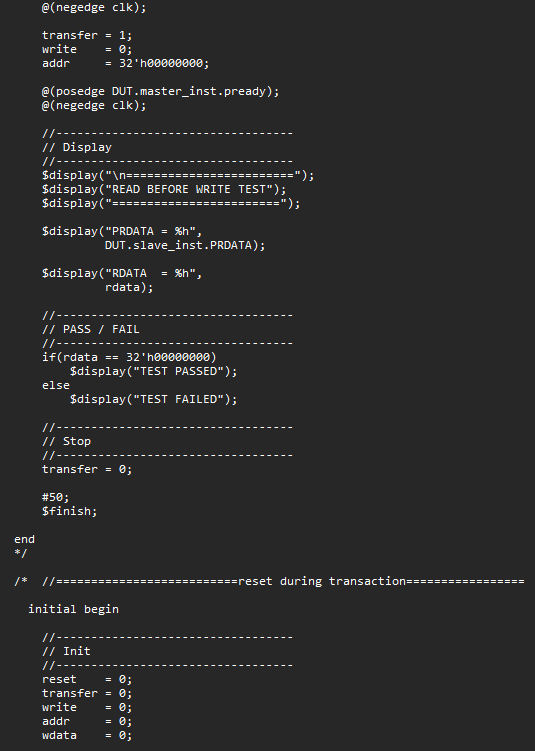 @(negedge clk);
transfer = 1;
write    = 0;
addr     = 32'h00000000;
@(posedge DUT.master_inst.pready);
@(negedge clk);
//----------------------------------
// Display
//----------------------------------
$display("\n========================");
$display("READ BEFORE WRITE TEST");
$display("========================");
$display("PRDATA = %h",
DUT.slave_inst.PRDATA);
$display("RDATA  = %h",
rdata);
//----------------------------------
// PASS / FAIL
//----------------------------------
if(rdata == 32'h00000000)
$display("TEST PASSED");
else
$display("TEST FAILED");
//----------------------------------
// Stop
//----------------------------------
transfer = 0;
#50;
$finish;
end
*/
/*  //==========================reset during transaction=================
initial begin
//----------------------------------
// Init
//----------------------------------
reset    = 0;
transfer = 0;
write    = 0;
addr     = 0;
wdata    = 0;